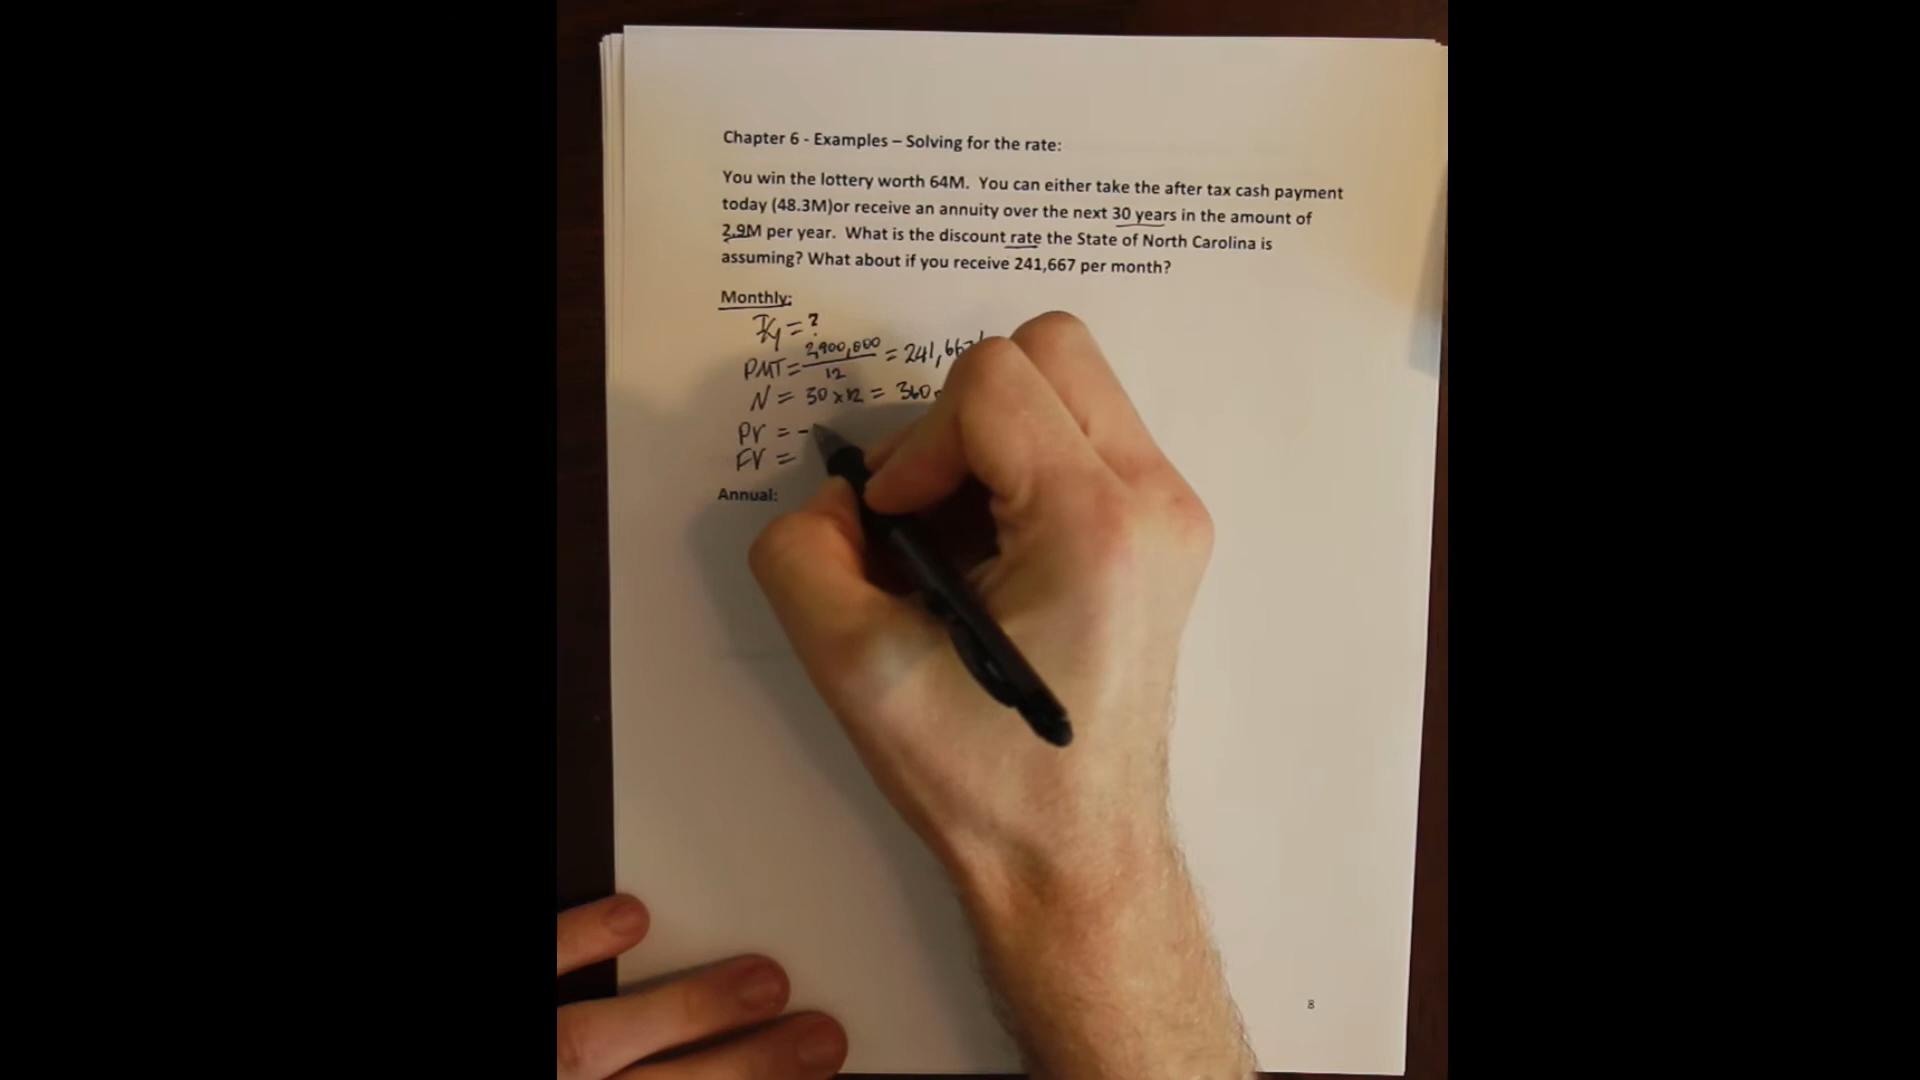 Chapter 6 - Examples – Solving for the rate:
You win the lottery worth 64M. You can either take the after tax cash payment
today (48.3M)or receive an annuity over the next 30 years in the amount of
2.9M per year. What is the discount rate the State of North Carolina is
assuming? What about if you receive 241,667 per month?
Monthly:
I/Y = ?
PMT = 2,900,000 / 12 = 241,667
N = 30 x 12 = 360
PV = -
FV =
Annual:
8